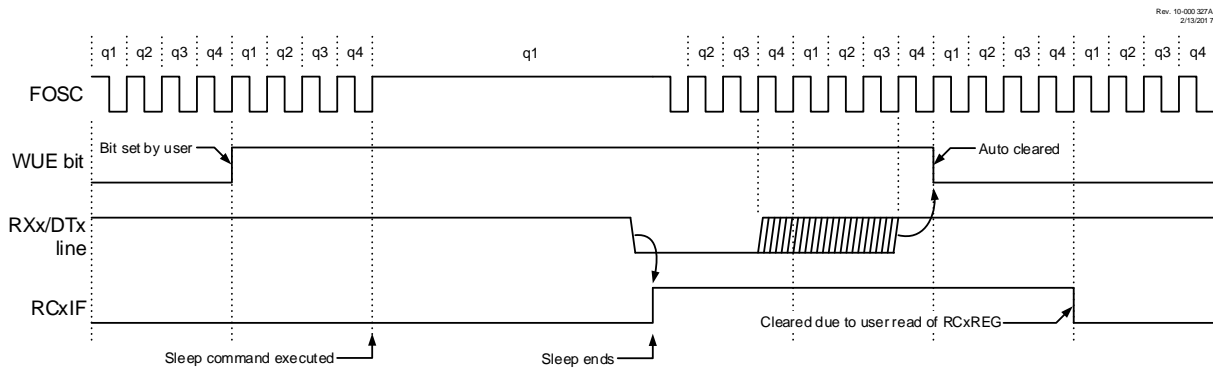 Rev. 10-000 327A
2/13/2017
q1 q2 q3 q4 q1 q2 q3 q4 q1 q2 q3 q4 q1 q2 q3 q4 q1 q2 q3 q4 q1 q2 q3 q4
FOSC
Bit set by user
Auto cleared
WUE bit
RXx/DTx
line
RCxIF
Cleared due to user read of RCxREG
Sleep command executed
Sleep ends